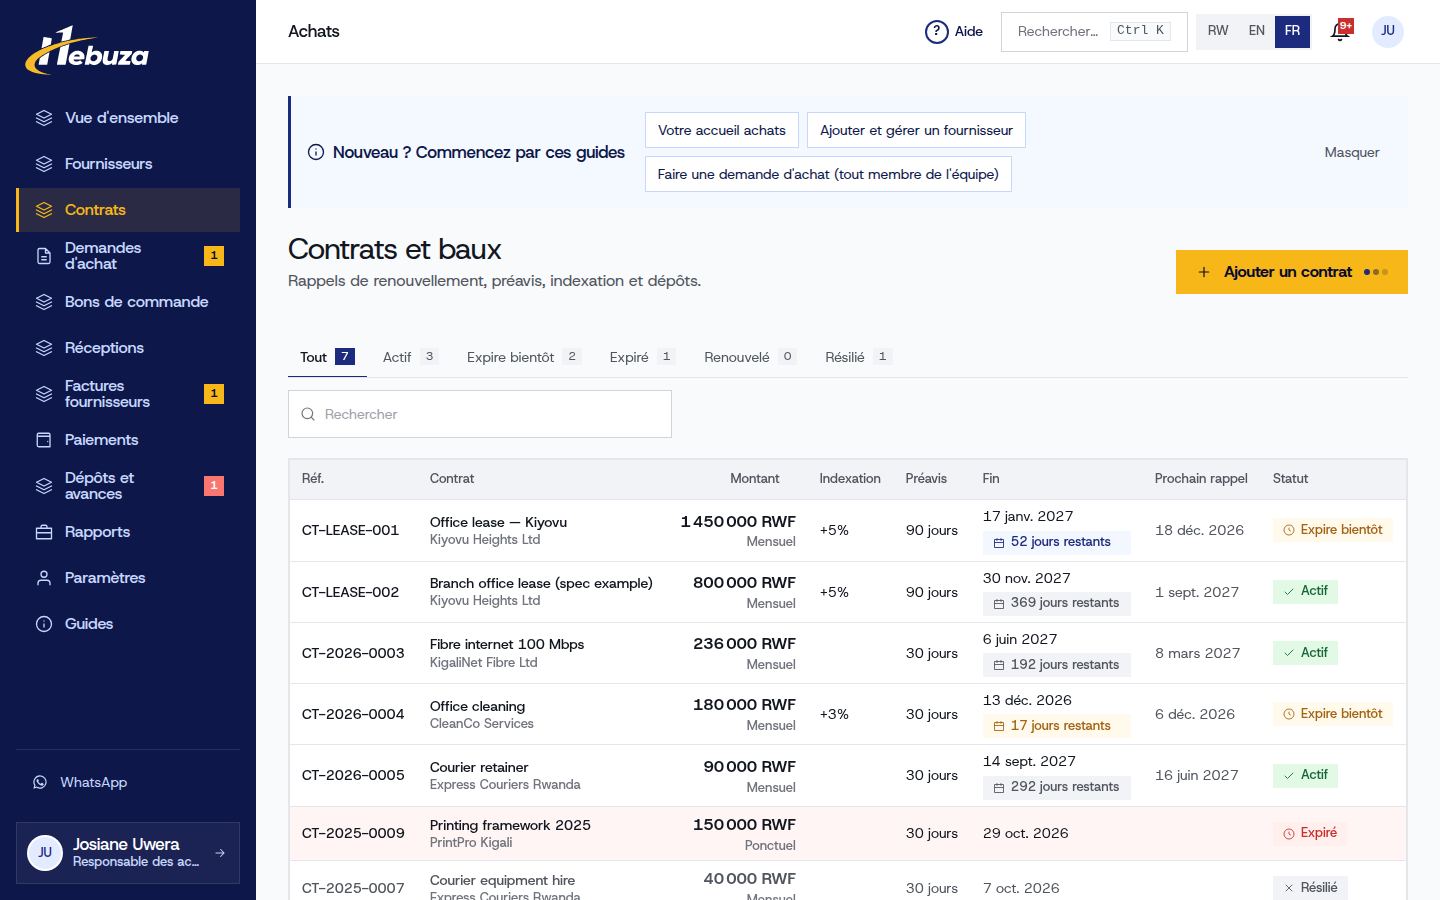 Hebuza
Vue d'ensemble
Fournisseurs
Contrats
Demandes d'achat 1
Bons de commande
Réceptions
Factures fournisseurs 1
Paiements
Dépôts et avances 1
Rapports
Paramètres
Guides
WhatsApp
JU
Josiane Uwera
Responsable des ac…
Achats
? Aide
Rechercher… Ctrl K
RW EN FR
9+
JU
Nouveau ? Commencez par ces guides
Votre accueil achats
Ajouter et gérer un fournisseur
Faire une demande d'achat (tout membre de l'équipe)
Masquer
Contrats et baux
Rappels de renouvellement, préavis, indexation et dépôts.
Ajouter un contrat
Tout 7 Actif 3 Expire bientôt 2 Expiré 1 Renouvelé 0 Résilié 1
Rechercher
Réf. Contrat Montant Indexation Préavis Fin Prochain rappel Statut
CT-LEASE-001 Office lease — Kiyovu 1 450 000 RWF +5% 90 jours 17 janv. 2027 18 déc. 2026 Expire bientôt
Kiyovu Heights Ltd Mensuel 52 jours restants
CT-LEASE-002 Branch office lease (spec example) 800 000 RWF +5% 90 jours 30 nov. 2027 1 sept. 2027 Actif
Kiyovu Heights Ltd Mensuel 369 jours restants
CT-2026-0003 Fibre internet 100 Mbps 236 000 RWF 30 jours 6 juin 2027 8 mars 2027 Actif
KigaliNet Fibre Ltd Mensuel 192 jours restants
CT-2026-0004 Office cleaning 180 000 RWF +3% 30 jours 13 déc. 2026 6 déc. 2026 Expire bientôt
CleanCo Services Mensuel 17 jours restants
CT-2026-0005 Courier retainer 90 000 RWF 30 jours 14 sept. 2027 16 juin 2027 Actif
Express Couriers Rwanda Mensuel 292 jours restants
CT-2025-0009 Printing framework 2025 150 000 RWF 30 jours 29 oct. 2026 Expiré
PrintPro Kigali Ponctuel
CT-2025-0007 Courier equipment hire 40 000 RWF 30 jours 7 oct. 2026 Résilié
Express Couriers Rwanda Mensuel